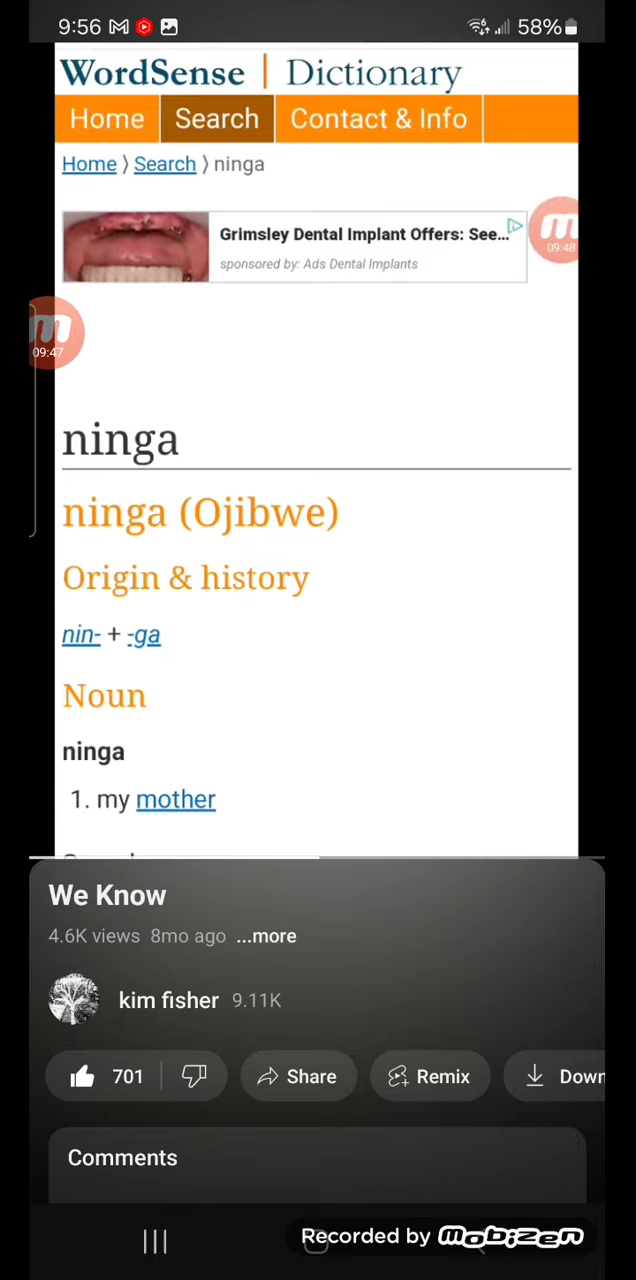 9:56 58%
WordSense | Dictionary
Home Search Contact & Info
Home 〉Search 〉ninga
Grimsley Dental Implant Offers: See...
sponsored by: Ads Dental Implants
09:48
09:47
ninga
ninga (Ojibwe)
Origin & history
nin- + -ga
Noun
ninga
1. my mother
We Know
4.6K views 8mo ago ...more
kim fisher 9.11K
701 Share Remix Down
Comments
Recorded by mobizen